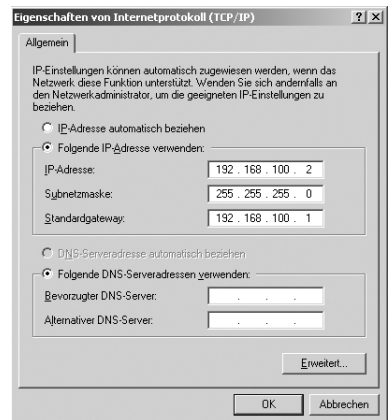 Eigenschaften von Internetprotokoll (TCP/IP)
Allgemein
IP-Einstellungen können automatisch zugewiesen werden, wenn das
Netzwerk diese Funktion unterstützt. Wenden Sie sich andernfalls an
den Netzwerkadministrator, um die geeigneten IP-Einstellungen zu
beziehen.
IP-Adresse automatisch beziehen
Folgende IP-Adresse verwenden:
IP-Adresse: 192 . 168 . 100 . 2
Subnetzmaske: 255 . 255 . 255 . 0
Standardgateway: 192 . 168 . 100 . 1
DNS-Serveradresse automatisch beziehen
Folgende DNS-Serveradressen verwenden:
Bevorzugter DNS-Server: . . .
Alternativer DNS-Server: . . .
Erweitert...
OK Abbrechen